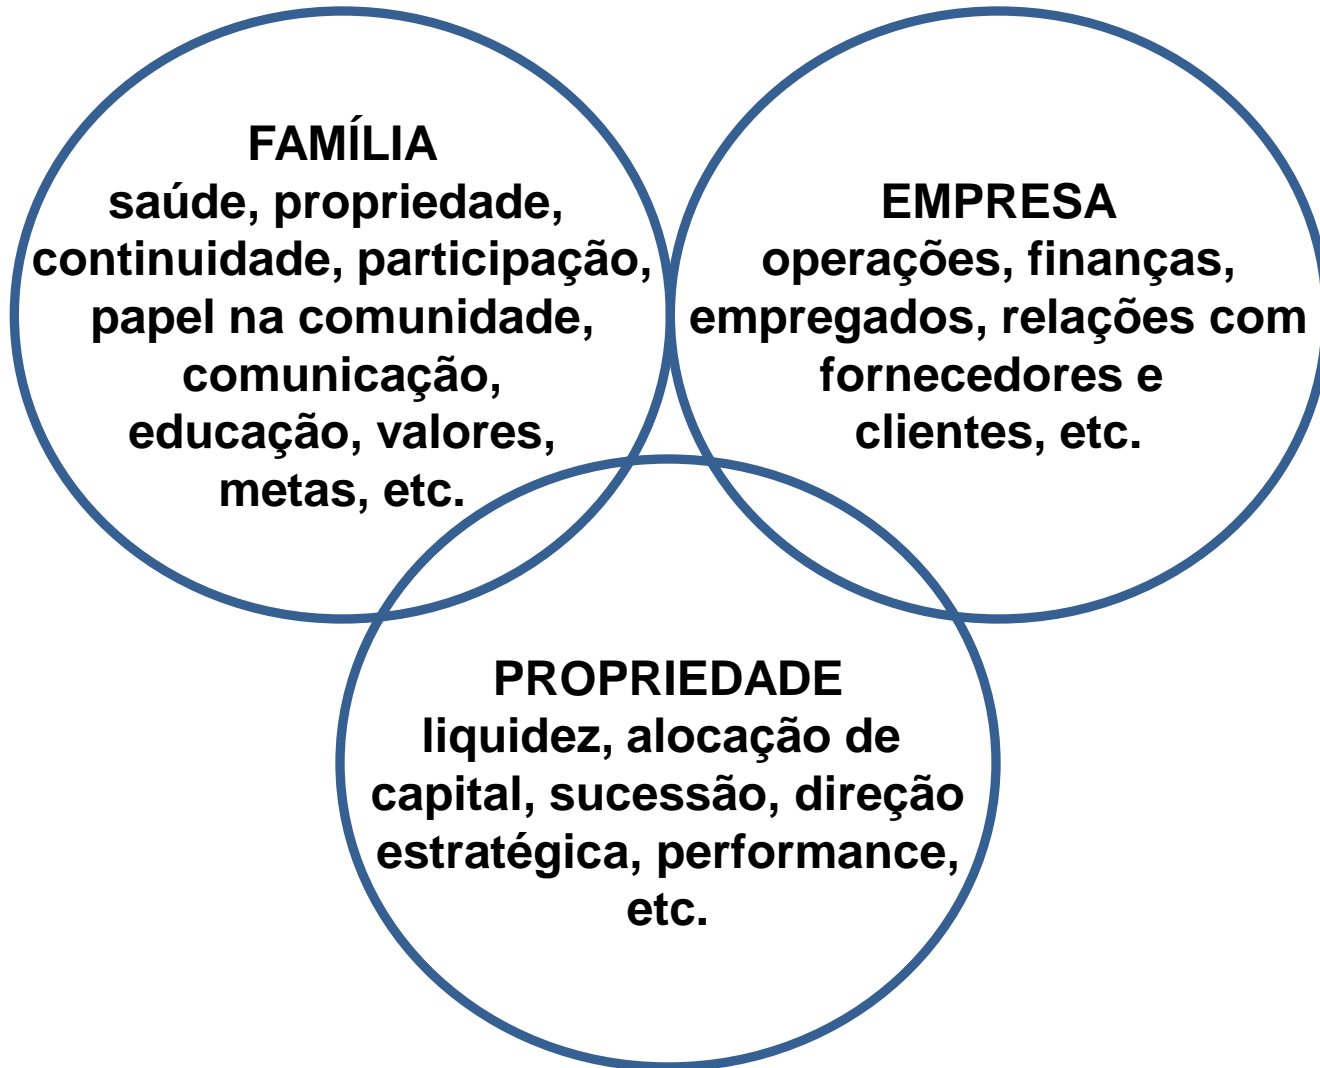 FAMÍLIA
saúde, propriedade,
continuidade, participação,
papel na comunidade,
comunicação,
educação, valores,
metas, etc.
EMPRESA
operações, finanças,
empregados, relações com
fornecedores e
clientes, etc.
PROPRIEDADE
liquidez, alocação de
capital, sucessão, direção
estratégica, performance,
etc.